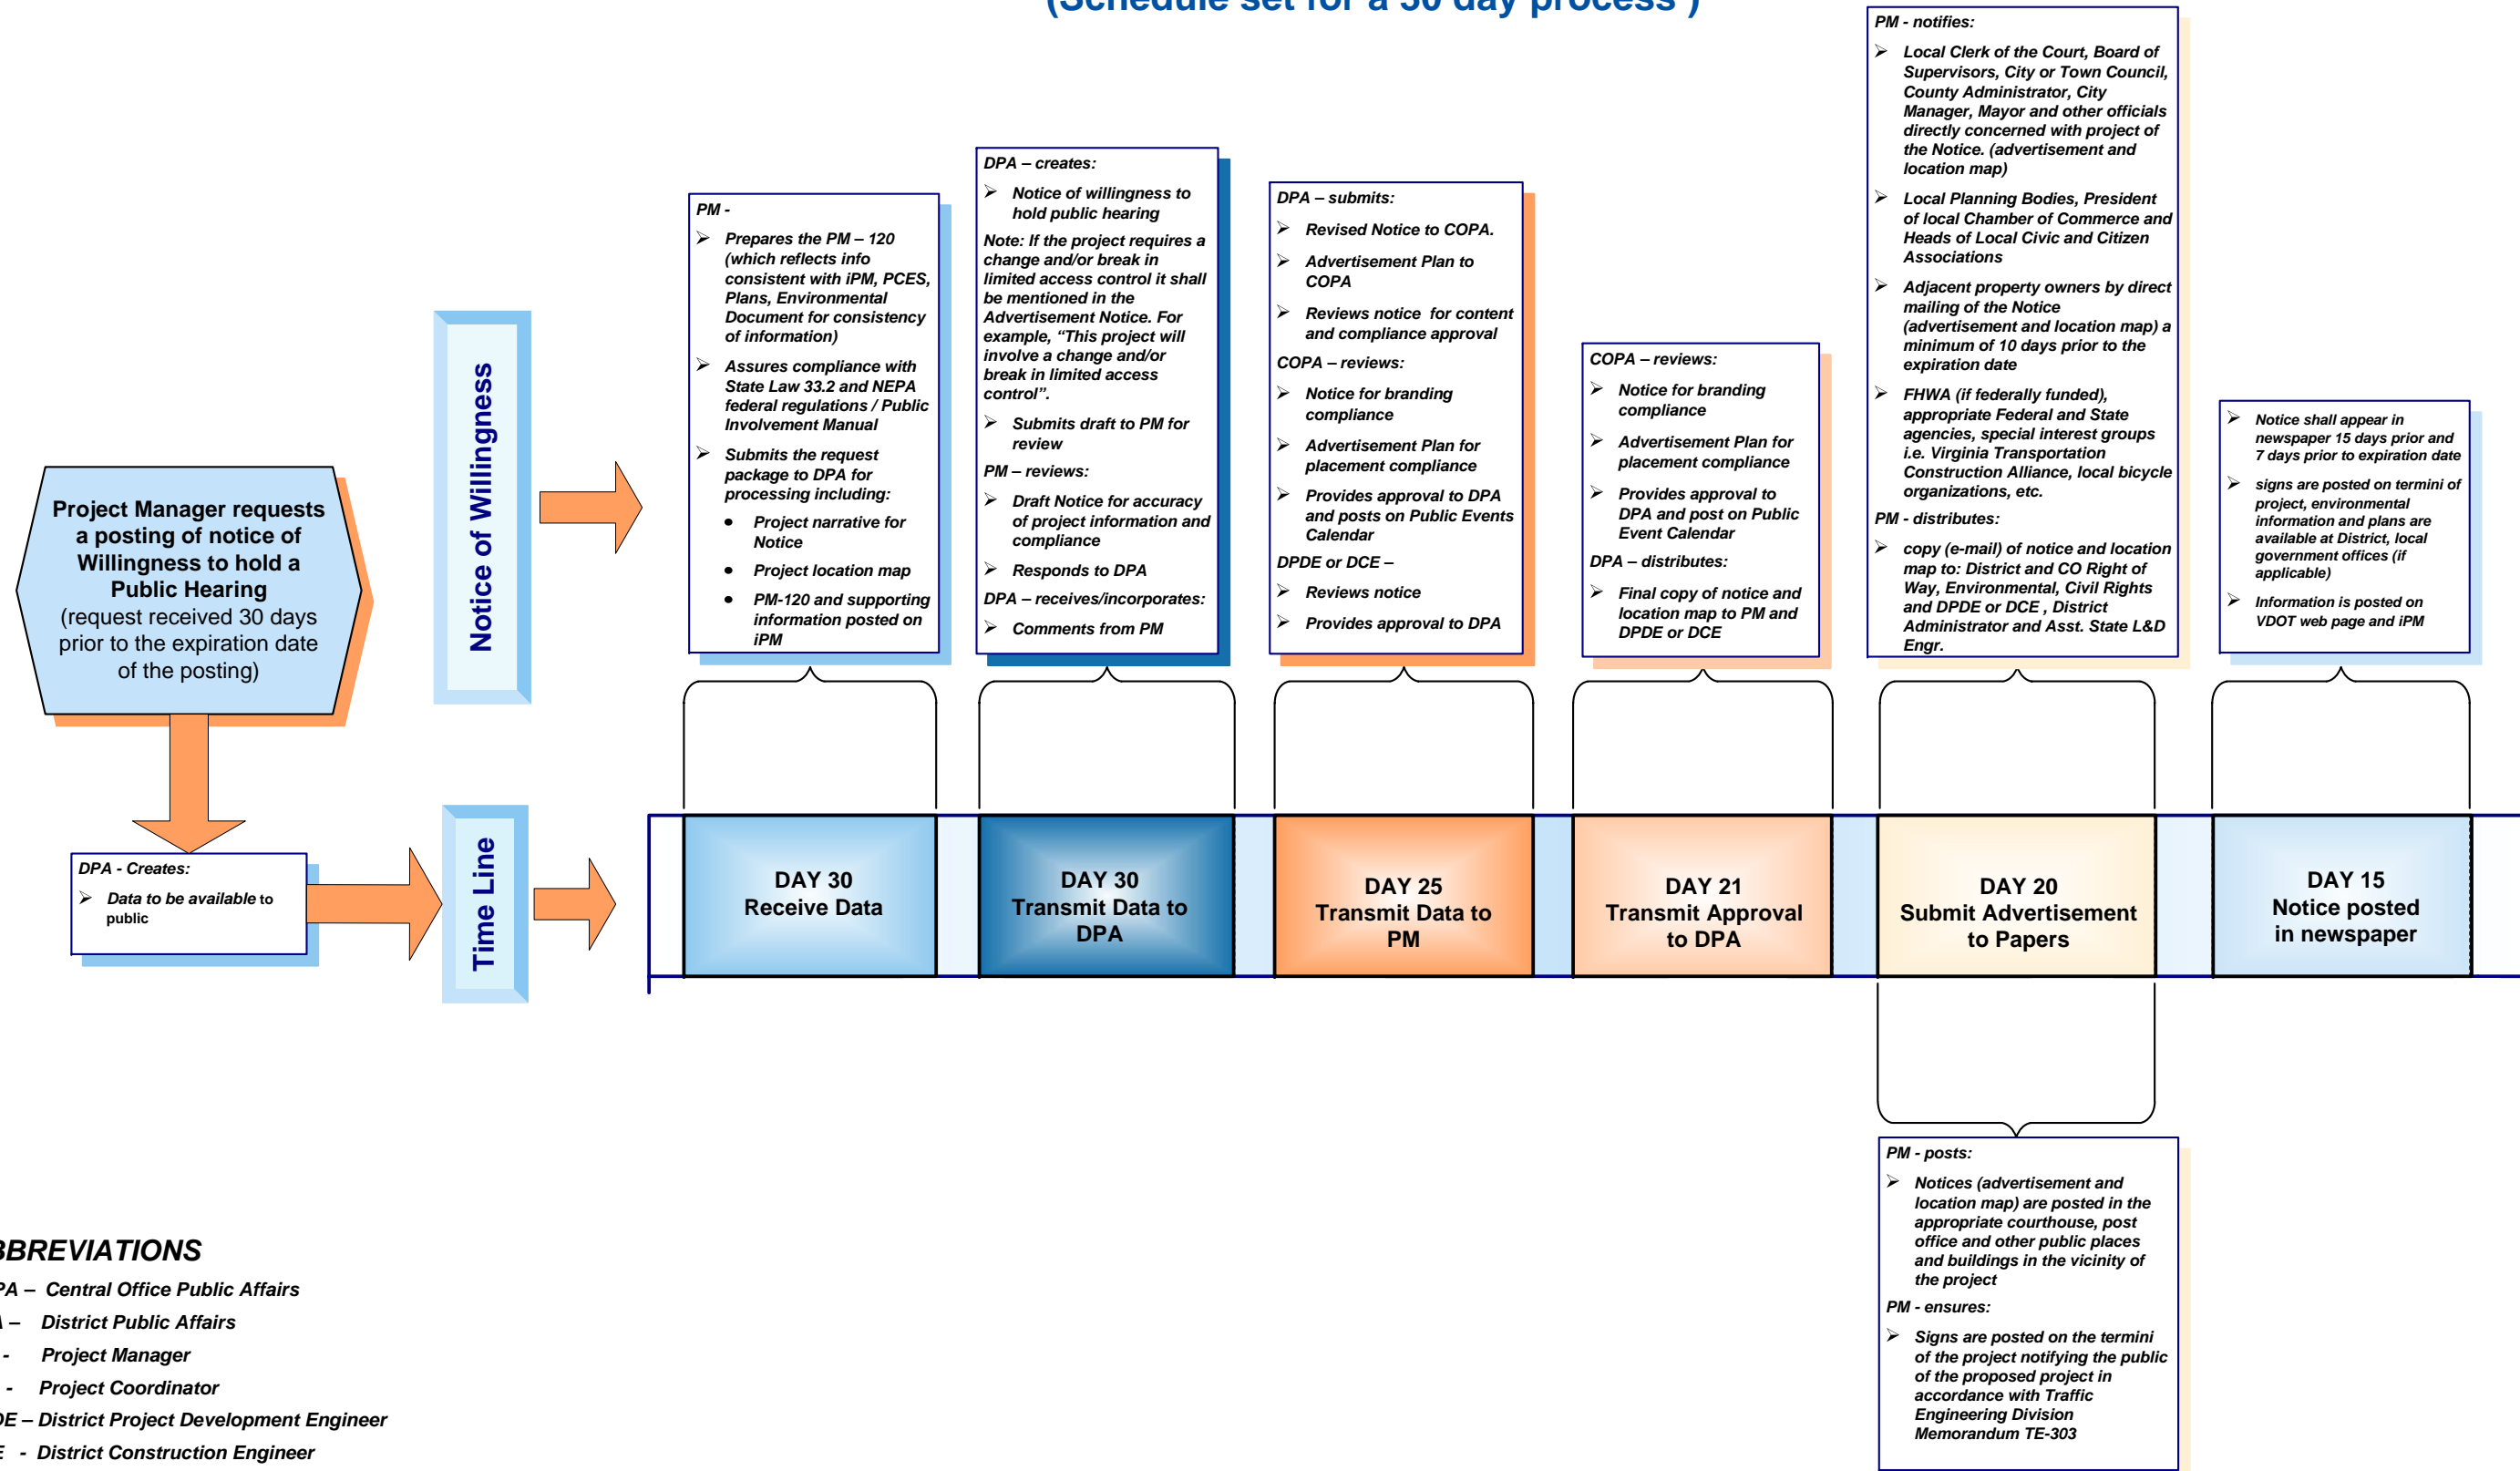 (Schedule set for a 30 day process )
Project Manager requests
a posting of notice of
Willingness to hold a
Public Hearing
(request received 30 days
prior to the expiration date
of the posting)
DPA - Creates:
➢ Data to be available to
public
Notice of Willingness
Time Line
PM -
➢ Prepares the PM – 120
(which reflects info
consistent with iPM, PCES,
Plans, Environmental
Document for consistency
of information)
➢ Assures compliance with
State Law 33.2 and NEPA
federal regulations / Public
Involvement Manual
➢ Submits the request
package to DPA for
processing including:
• Project narrative for
Notice
• Project location map
• PM-120 and supporting
information posted on
iPM
DPA – creates:
➢ Notice of willingness to
hold public hearing
Note: If the project requires a
change and/or break in
limited access control it shall
be mentioned in the
Advertisement Notice. For
example, “This project will
involve a change and/or
break in limited access
control”.
➢ Submits draft to PM for
review
PM – reviews:
➢ Draft Notice for accuracy
of project information and
compliance
➢ Responds to DPA
DPA – receives/incorporates:
➢ Comments from PM
DPA – submits:
➢ Revised Notice to COPA.
➢ Advertisement Plan to
COPA
➢ Reviews notice for content
and compliance approval
COPA – reviews:
➢ Notice for branding
compliance
➢ Advertisement Plan for
placement compliance
➢ Provides approval to DPA
and posts on Public Events
Calendar
DPDE or DCE –
➢ Reviews notice
➢ Provides approval to DPA
COPA – reviews:
➢ Notice for branding
compliance
➢ Advertisement Plan for
placement compliance
➢ Provides approval to
DPA and post on Public
Event Calendar
DPA – distributes:
➢ Final copy of notice and
location map to PM and
DPDE or DCE
PM - notifies:
➢ Local Clerk of the Court, Board of
Supervisors, City or Town Council,
County Administrator, City
Manager, Mayor and other officials
directly concerned with project of
the Notice. (advertisement and
location map)
➢ Local Planning Bodies, President
of local Chamber of Commerce and
Heads of Local Civic and Citizen
Associations
➢ Adjacent property owners by direct
mailing of the Notice
(advertisement and location map) a
minimum of 10 days prior to the
expiration date
➢ FHWA (if federally funded),
appropriate Federal and State
agencies, special interest groups
i.e. Virginia Transportation
Construction Alliance, local bicycle
organizations, etc.
PM - distributes:
➢ copy (e-mail) of notice and location
map to: District and CO Right of
Way, Environmental, Civil Rights
and DPDE or DCE , District
Administrator and Asst. State L&D
Engr.
➢ Notice shall appear in
newspaper 15 days prior and
7 days prior to expiration date
➢ signs are posted on termini of
project, environmental
information and plans are
available at District, local
government offices (if
applicable)
➢ Information is posted on
VDOT web page and iPM
DAY 30
Receive Data
DAY 30
Transmit Data to
DPA
DAY 25
Transmit Data to
PM
DAY 21
Transmit Approval
to DPA
DAY 20
Submit Advertisement
to Papers
DAY 15
Notice posted
in newspaper
PM - posts:
➢ Notices (advertisement and
location map) are posted in the
appropriate courthouse, post
office and other public places
and buildings in the vicinity of
the project
PM - ensures:
➢ Signs are posted on the termini
of the project notifying the public
of the proposed project in
accordance with Traffic
Engineering Division
Memorandum TE-303
BBREVIATIONS
PA – Central Office Public Affairs
A – District Public Affairs
- Project Manager
- Project Coordinator
DE – District Project Development Engineer
E - District Construction Engineer